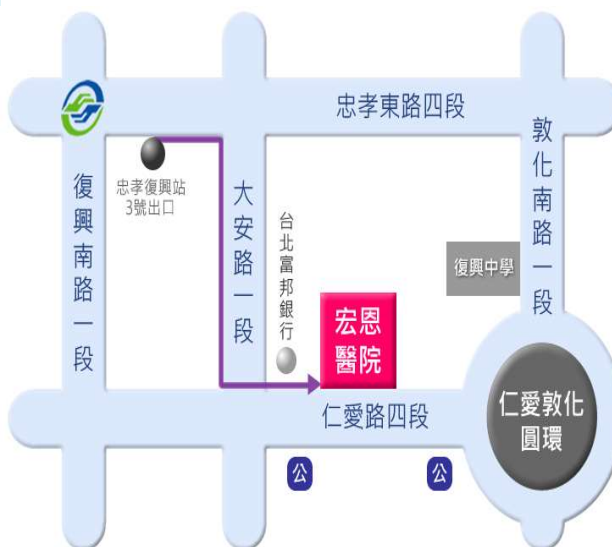 忠孝東路四段
敦化南路一段
忠孝復興站
3號出口
復興南路一段
大安路一段
台北富邦銀行
復興中學
宏恩
醫院
仁愛路四段
仁愛敦化
圓環
公
公